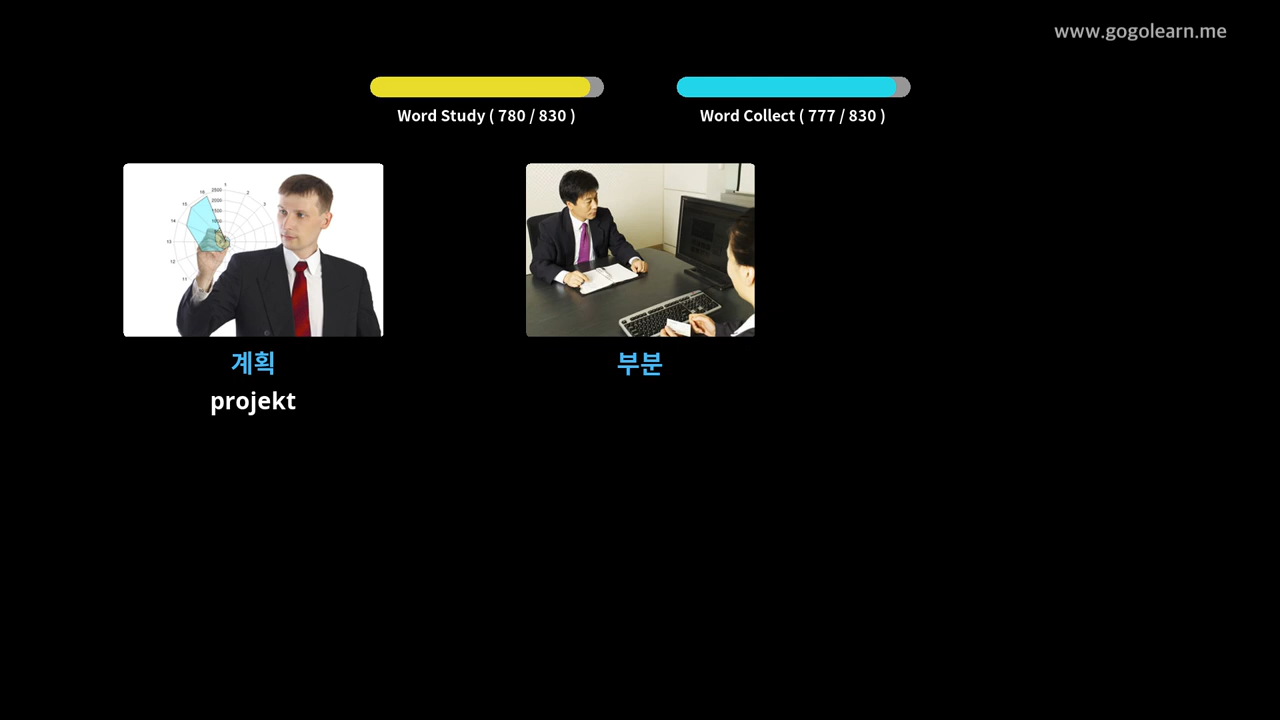 www.gogolearn.me
Word Study ( 780 / 830 )
Word Collect ( 777 / 830 )
계획
projekt
부분